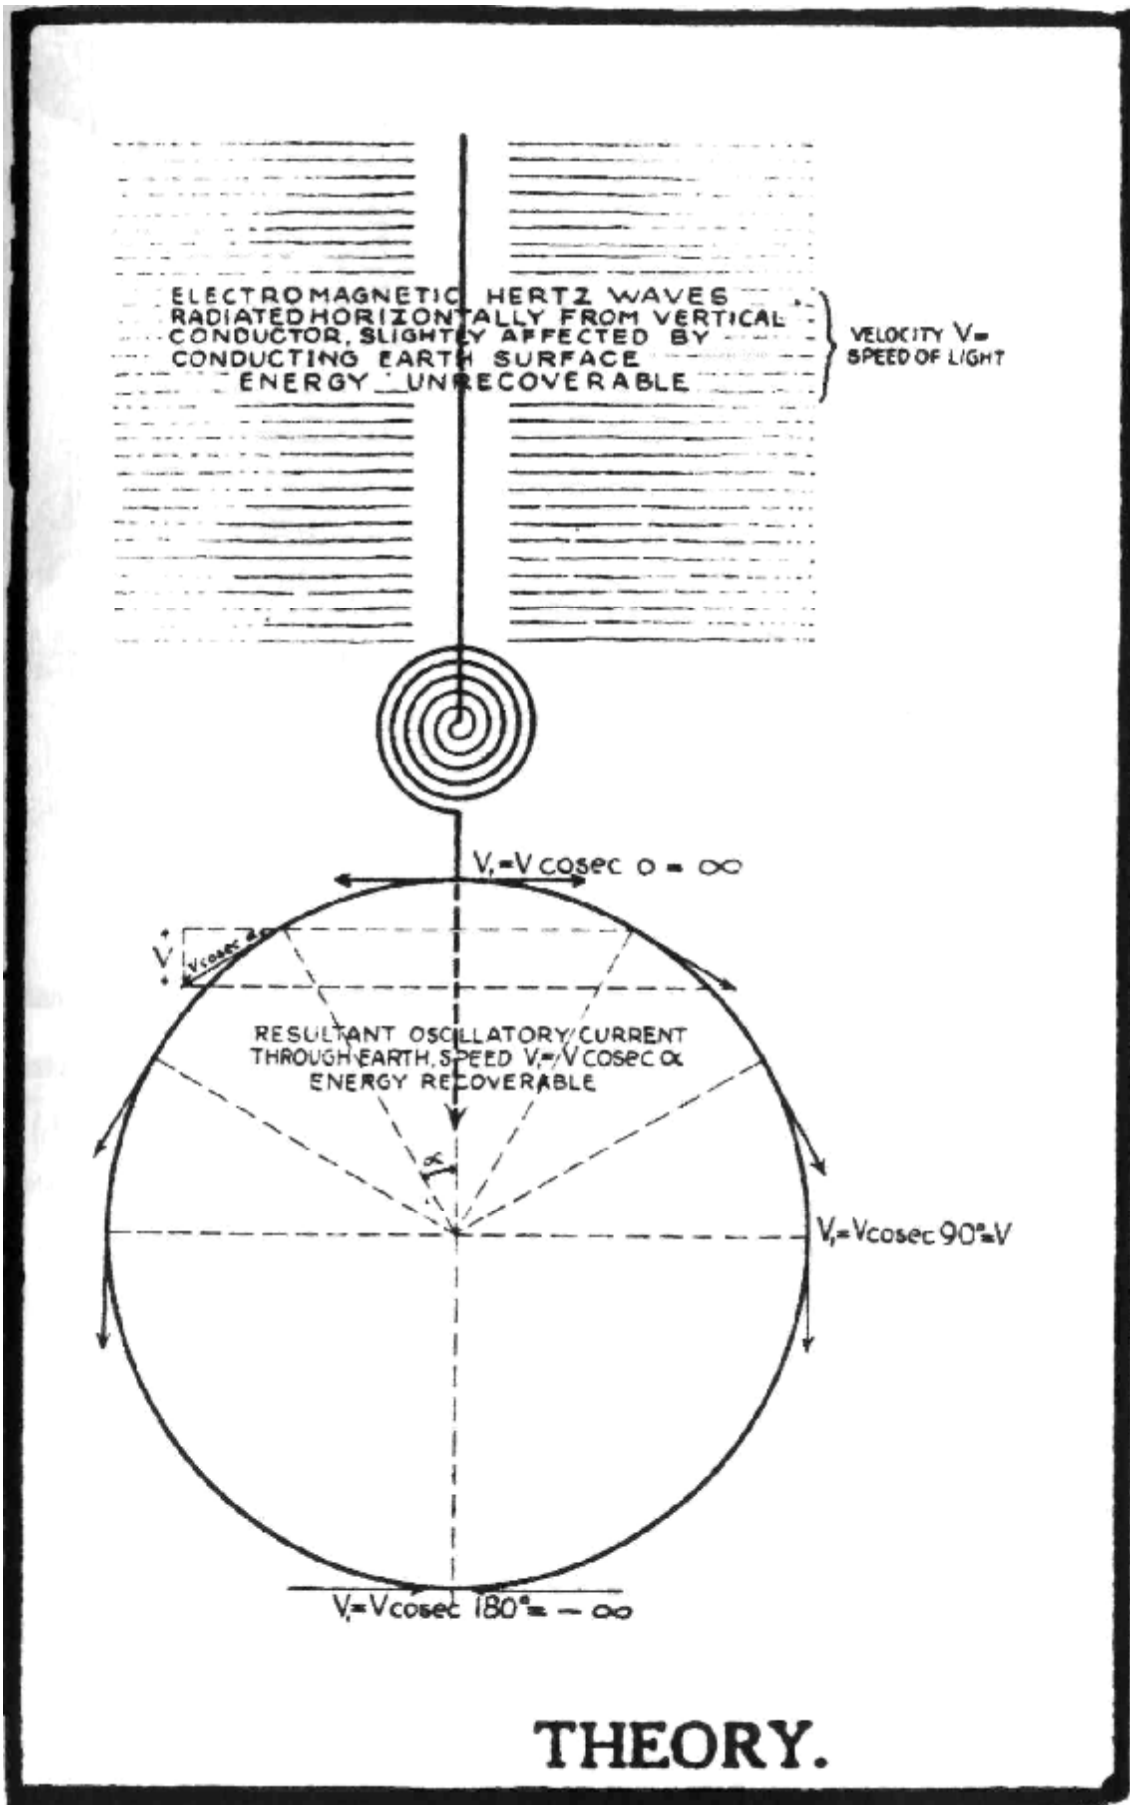 ELECTROMAGNETIC HERTZ WAVES
RADIATED HORIZONTALLY FROM VERTICAL
CONDUCTOR, SLIGHTLY AFFECTED BY
CONDUCTING EARTH SURFACE
ENERGY UNRECOVERABLE
VELOCITY V=
SPEED OF LIGHT
V₁=V cosec 0 = ∞
V
V cosec α
RESULTANT OSCILLATORY CURRENT
THROUGH EARTH, SPEED V₁=V cosec α
ENERGY RECOVERABLE
α
V₁=V cosec 90°=V
V₁=V cosec 180°=-∞
THEORY.